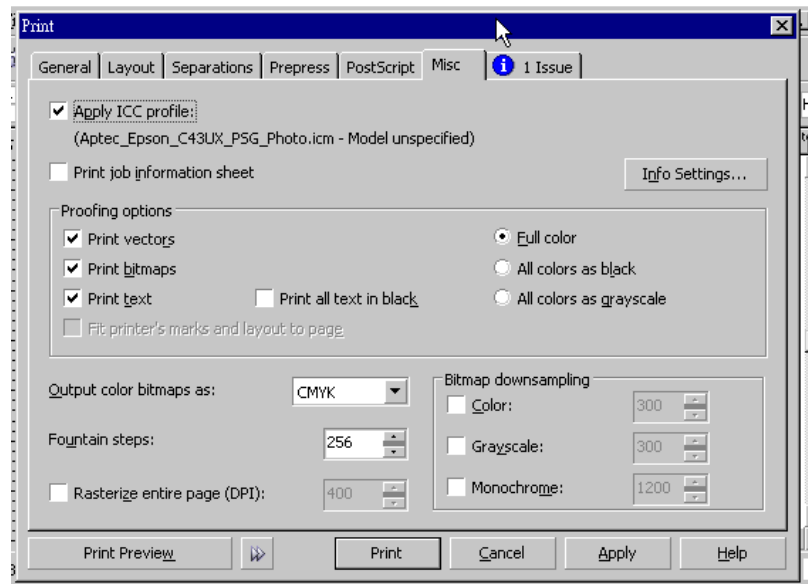 Print
General Layout Separations Prepress PostScript Misc 1 Issue
Apply ICC profile:
(Aptec_Epson_C43UX_PSG_Photo.icm - Model unspecified)
Print job information sheet
Info Settings...
Proofing options
Print vectors
Full color
Print bitmaps
All colors as black
Print text
Print all text in black
All colors as grayscale
Fit printer's marks and layout to page
Output color bitmaps as: CMYK
Bitmap downsampling
Color: 300
Fountain steps: 256
Grayscale: 300
Rasterize entire page (DPI): 400
Monochrome: 1200
Print Preview Print Cancel Apply Help